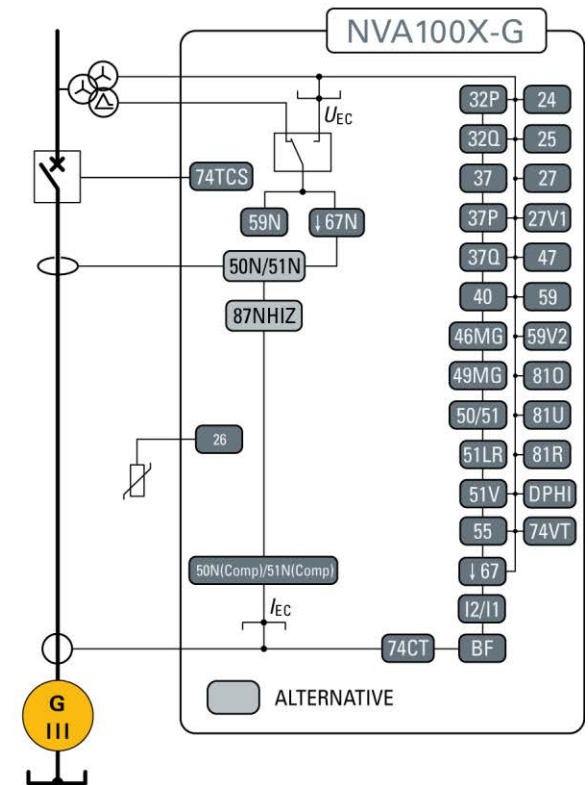 NVA100X-G
U EC
32P 24
32Q 25
74TCS 37 27
59N ↓67N 37P 27V1
50N/51N 37Q 47
40 59
87NHIZ 46MG 59V2
49MG 81O
26 50/51 81U
51LR 81R
51V DPHI
55 74VT
50N(Comp)/51N(Comp) ↓67
I EC I2/I1
74CT BF
ALTERNATIVE
G
III